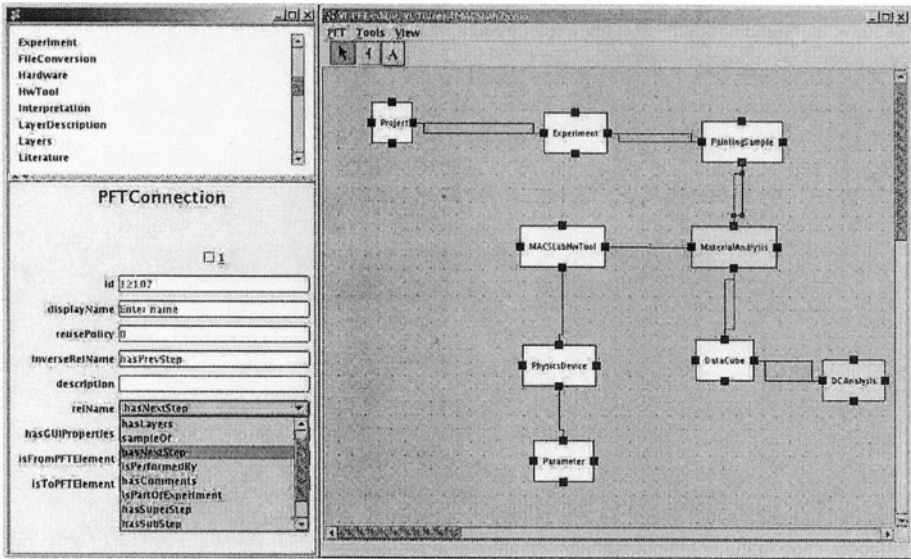 Experiment
FileConversion
Hardware
HwTool
Interpretation
LayerDescription
Layers
Literature
PFTConnection
1
id 12107
displayName Enter name
reusePolicy 0
inverseRelName hasPrevStep
description
relName hasNextStep
hasLayers
sampleOf
hasGUIProperties
hasNextStep
isPerformedBy
isFromPFTElement
hasComments
isToPFTElement
isPartOfExperiment
hasSuperStep
hasSubStep
PFT Tools View
A
Project
Experiment
PaintingSample
MACSLabHwTool
MaterialAnalysis
PhysicsDevice
DataCube
DCAnalysis
Parameter